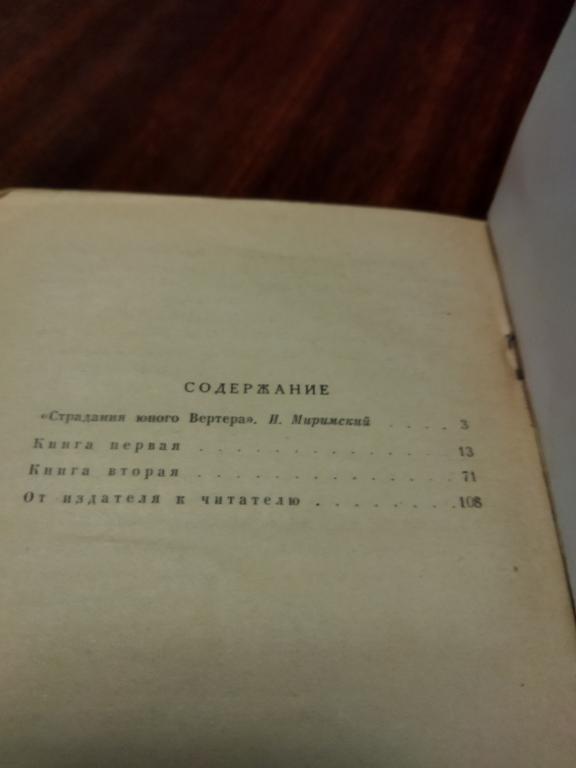 СОДЕРЖАНИЕ
«Страдания юного Вертера». И. Миримский . . . . 3
Книга первая . . . . . . . . . . . . . . 13
Книга вторая . . . . . . . . . . . . . . 71
От издателя к читателю . . . . . . . . 108